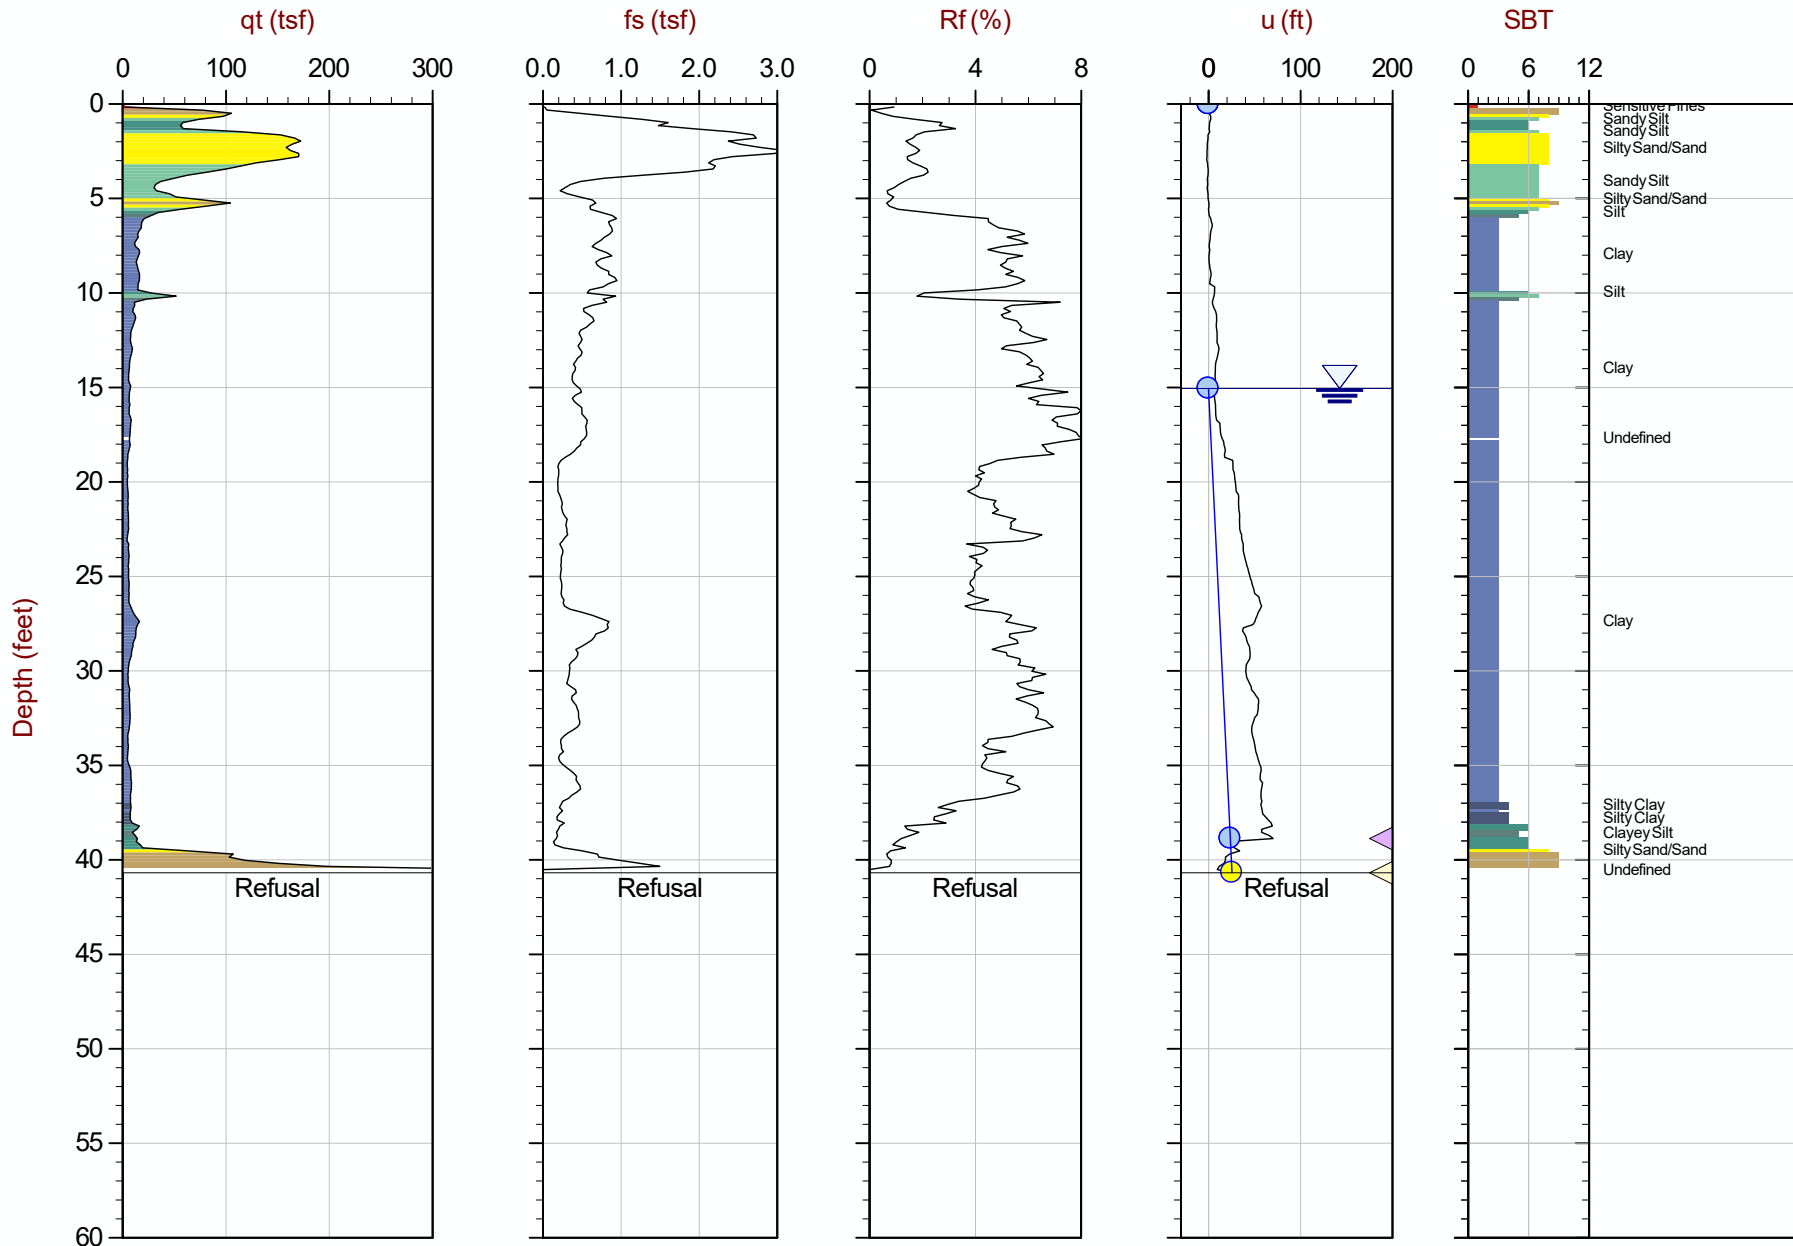 qt (tsf) fs (tsf) Rf (%) u (ft) SBT
0 100 200 300 0.0 1.0 2.0 3.0 0 4 8 0 100 200 0 6 12
0
Sensitive Fines
Sandy Silt
Sandy Silt
Silty Sand/Sand
Sandy Silt
5
Silty Sand/Sand
Silt
Clay
10
Silt
Clay
15
Undefined
20
25
Clay
30
35
Silty Clay
Silty Clay
Clayey Silt
Silty Sand/Sand
40
Undefined
Refusal Refusal Refusal Refusal
45
50
55
60
Depth (feet)